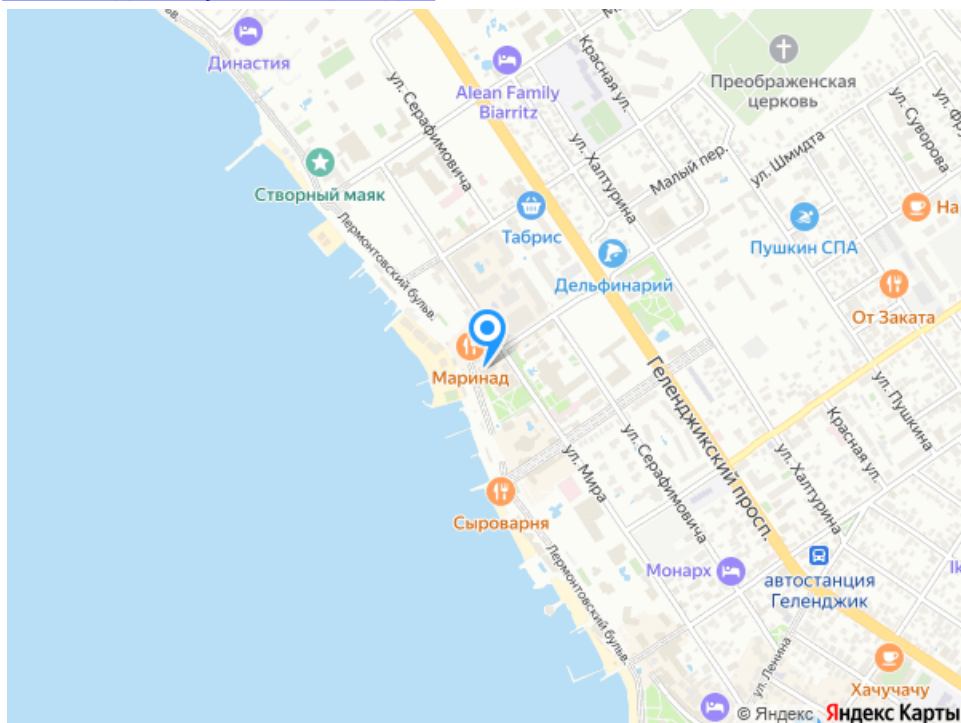 Династия
Alean Family
Biarritz
Красная ул.
Преображенская
церковь
ул. Суворова
ул. Серафимовича
ул. Халтурина
Малый пер.
ул. Шмидта
Створный маяк
Табрис
На
Пушкин СПА
Лермонтовский бульв.
Дельфинарий
От Заката
Маринад
Геленджикский просп.
ул. Пушкина
Красная ул.
ул. Серафимовича
ул. Мира
ул. Халтурина
Сыроварня
Лермонтовский бульв.
Монарх
автостанция
Геленджик
ул. Ленина
Хачучачу
© Яндекс Яндекс Карты